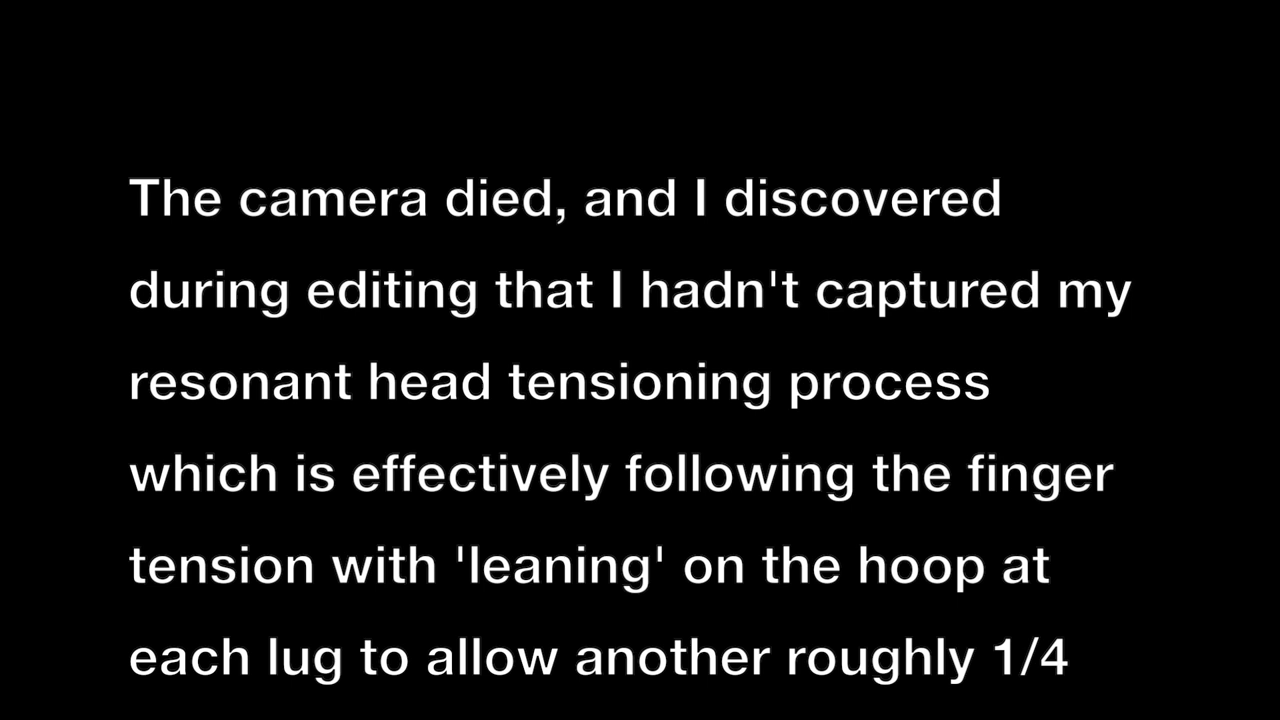 The camera died, and I discovered
during editing that I hadn't captured my
resonant head tensioning process
which is effectively following the finger
tension with 'leaning' on the hoop at
each lug to allow another roughly 1/4